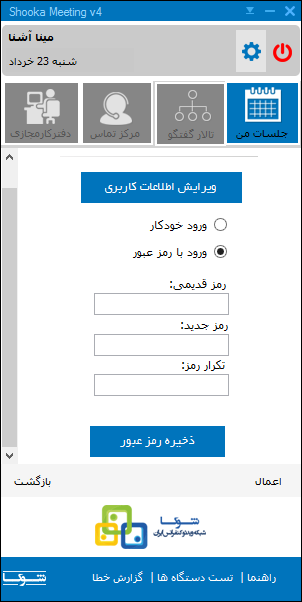 Shooka Meeting v4
مینا آشنا
شنبه 23 خرداد
جلسات من
تالار گفتگو
مرکز تماس
دفترکارمجازی
ویرایش اطلاعات کاربری
ورود خودکار
ورود با رمز عبور
رمز قدیمی:
رمز جدید:
تکرار رمز:
ذخیره رمز عبور
اعمال
بازگشت
شوکا
شبکه ویدئو کنفرانس ایران
راهنما | تست دستگاه ها | گزارش خطا
شوکا